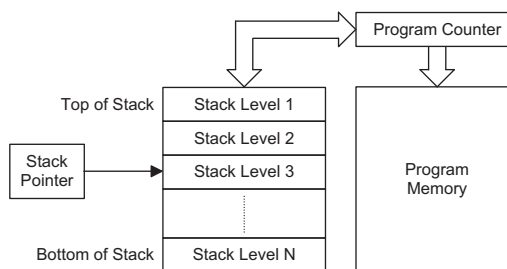 Program Counter
Top of Stack
Stack Level 1
Stack Level 2
Stack
Pointer
Stack Level 3
Program
Memory
Bottom of Stack
Stack Level N